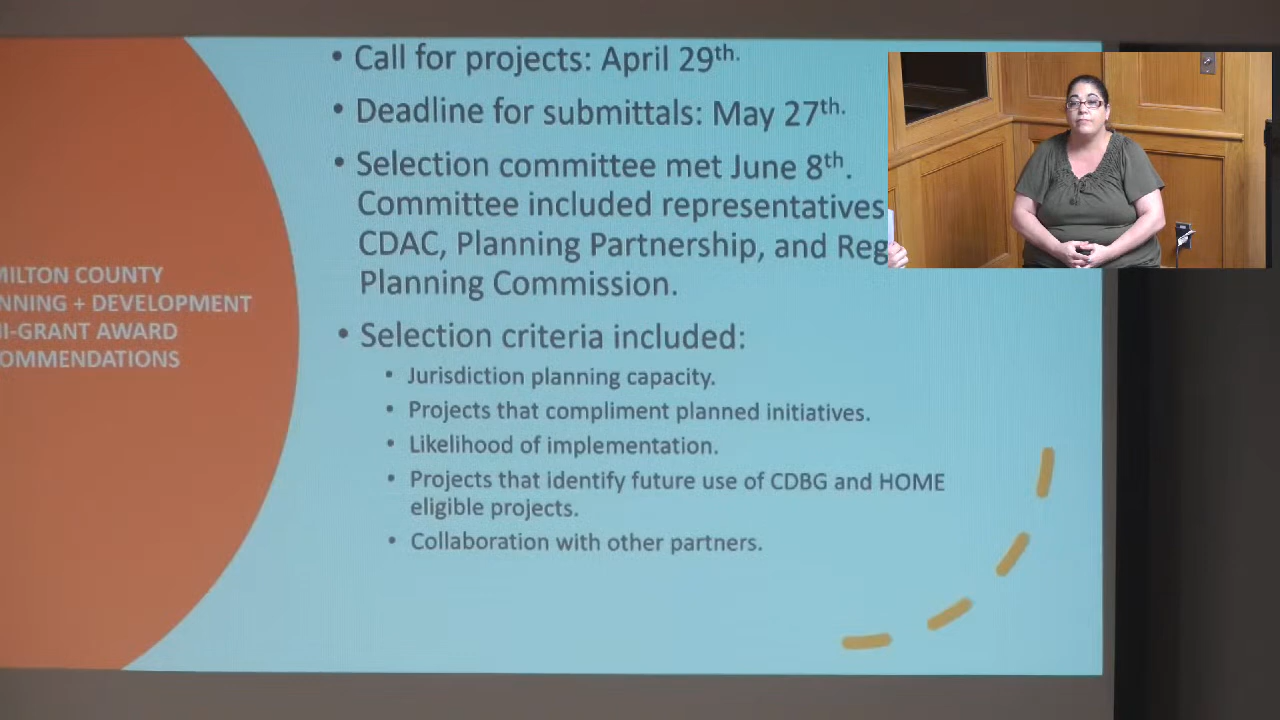 MILTON COUNTY
NNING + DEVELOPMENT
I-GRANT AWARD
OMMENDATIONS
• Call for projects: April 29th.
• Deadline for submittals: May 27th.
• Selection committee met June 8th.
Committee included representatives
CDAC, Planning Partnership, and Reg
Planning Commission.
• Selection criteria included:
• Jurisdiction planning capacity.
• Projects that compliment planned initiatives.
• Likelihood of implementation.
• Projects that identify future use of CDBG and HOME
eligible projects.
• Collaboration with other partners.